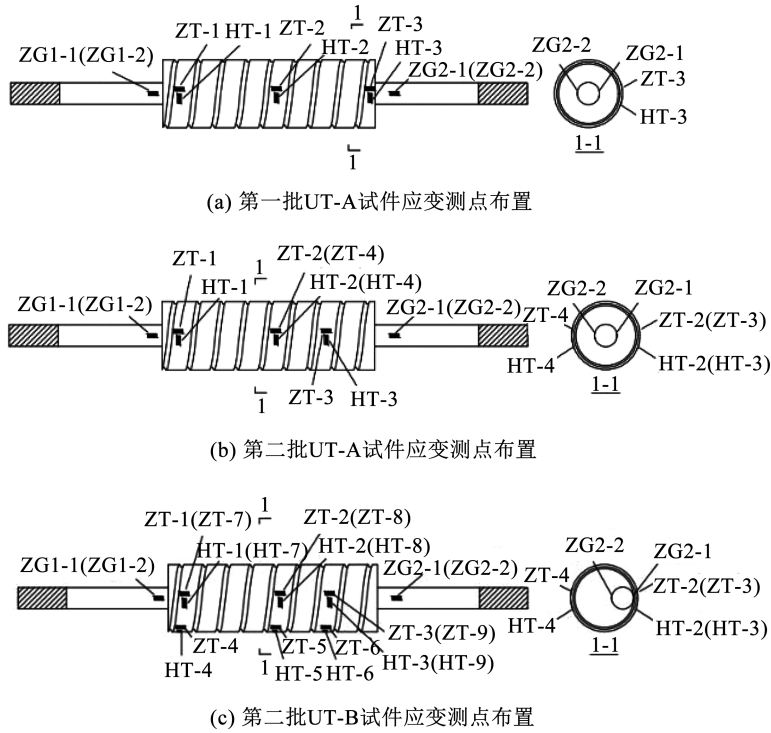 1
ZT-1
HT-1
ZT-2
HT-2
ZT-3
HT-3
ZG1-1(ZG1-2)
ZG2-1(ZG2-2)
1
ZG2-2
ZG2-1
ZT-3
HT-3
1-1
(a) 第一批UT-A试件应变测点布置
1
ZT-1
HT-1
ZT-2(ZT-4)
HT-2(HT-4)
ZG1-1(ZG1-2)
ZG2-1(ZG2-2)
ZT-3
HT-3
1
ZG2-2
ZG2-1
ZT-4
ZT-2(ZT-3)
HT-4
HT-2(HT-3)
1-1
(b) 第二批UT-A试件应变测点布置
1
ZT-1(ZT-7)
HT-1(HT-7)
ZT-2(ZT-8)
HT-2(HT-8)
ZG1-1(ZG1-2)
ZG2-1(ZG2-2)
ZT-4
HT-4
ZT-5
HT-5
ZT-6
HT-6
ZT-3(ZT-9)
HT-3(HT-9)
1
ZG2-2
ZG2-1
ZT-4
ZT-2(ZT-3)
HT-4
HT-2(HT-3)
1-1
(c) 第二批UT-B试件应变测点布置